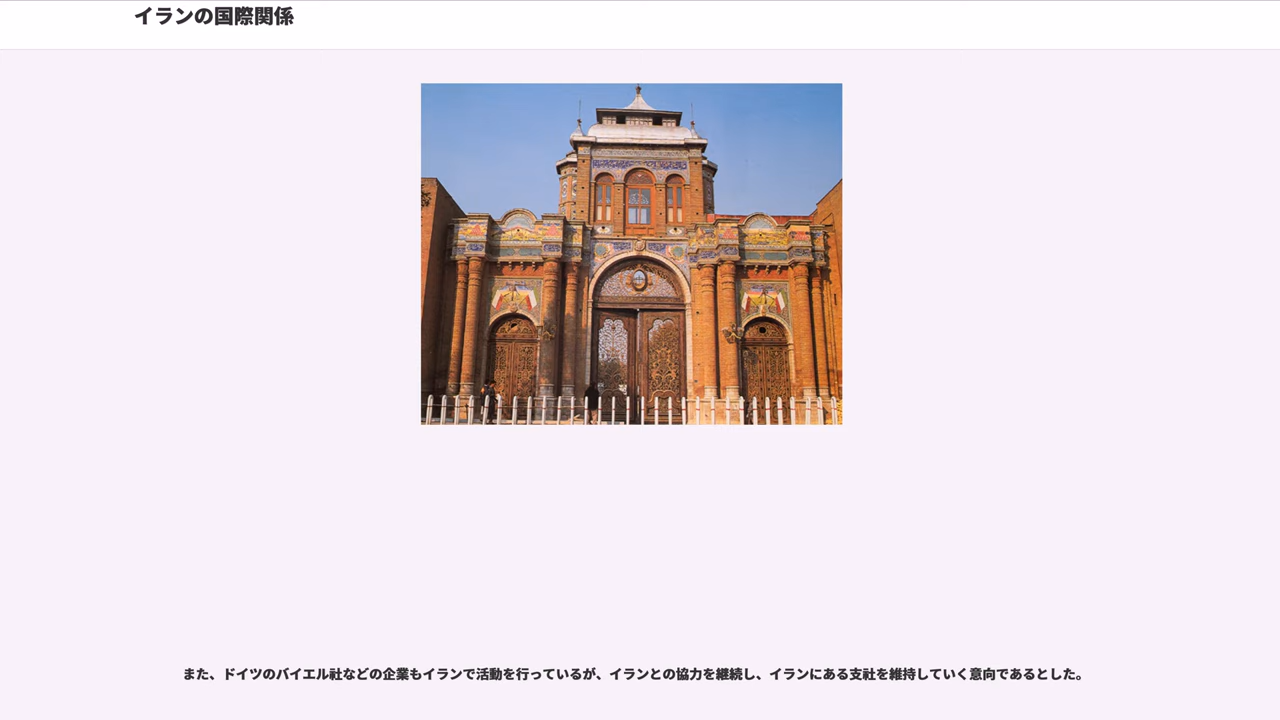 イランの国際関係
また、ドイツのバイエル社などの企業もイランで活動を行っているが、イランとの協力を継続し、イランにある支社を維持していく意向であるとした。